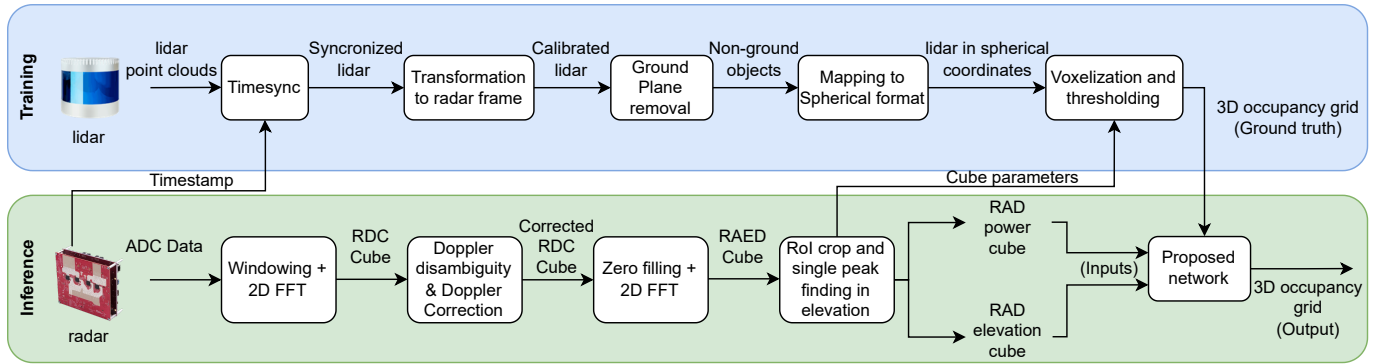 Training
lidar
lidar
point clouds
Timesync
Syncronized
lidar
Transformation
to radar frame
Calibrated
lidar
Ground
Plane
removal
Non-ground
objects
Mapping to
Spherical format
lidar in spherical
coordinates
Voxelization and
thresholding
3D occupancy grid
(Ground truth)
Timestamp
Cube parameters
Inference
radar
ADC Data
Windowing +
2D FFT
RDC
Cube
Doppler
disambiguity
& Doppler
Correction
Corrected
RDC
Cube
Zero filling +
2D FFT
RAED
Cube
RoI crop and
single peak
finding in
elevation
RAD
power
cube
RAD
elevation
cube
(Inputs)
Proposed
network
3D occupancy
grid
(Output)